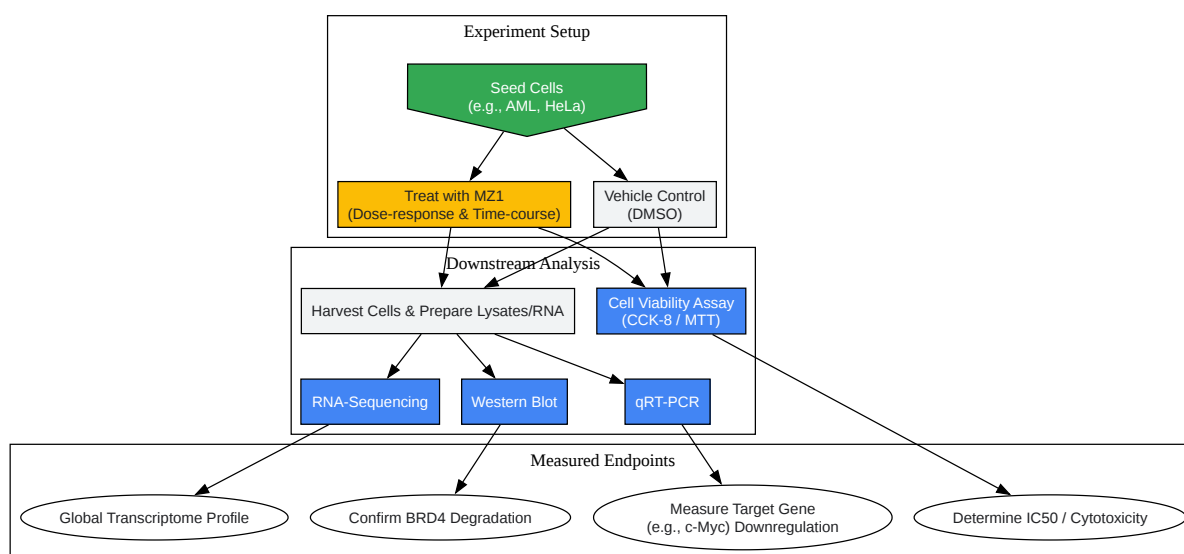 Experiment Setup
Seed Cells
(e.g., AML, HeLa)
Treat with MZ1
(Dose-response & Time-course)
Vehicle Control
(DMSO)
Downstream Analysis
Harvest Cells & Prepare Lysates/RNA
Cell Viability Assay
(CCK-8 / MTT)
RNA-Sequencing
Western Blot
qRT-PCR
Measured Endpoints
Global Transcriptome Profile
Confirm BRD4 Degradation
Measure Target Gene
(e.g., c-Myc) Downregulation
Determine IC50 / Cytotoxicity